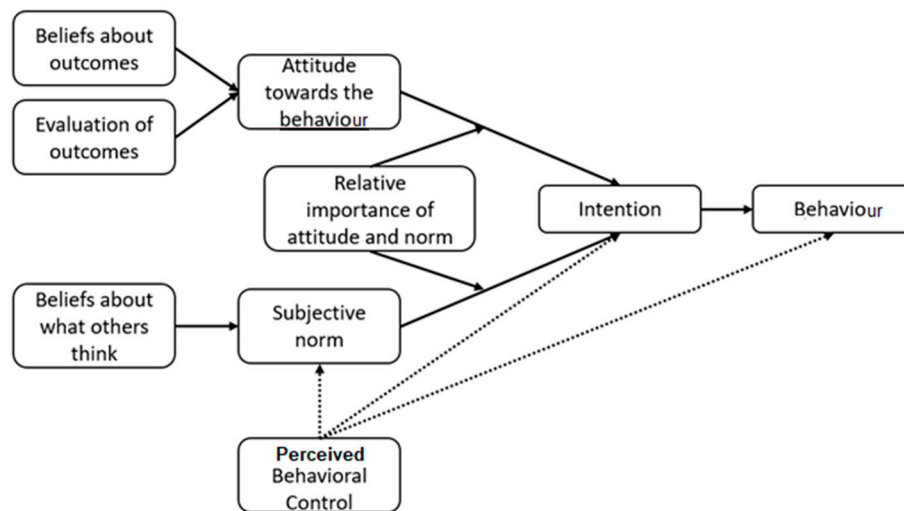 Beliefs about
outcomes
Evaluation of
outcomes
Attitude
towards the
behaviour
Relative
importance of
attitude and norm
Intention
Behaviour
Beliefs about
what others
think
Subjective
norm
Perceived
Behavioral
Control